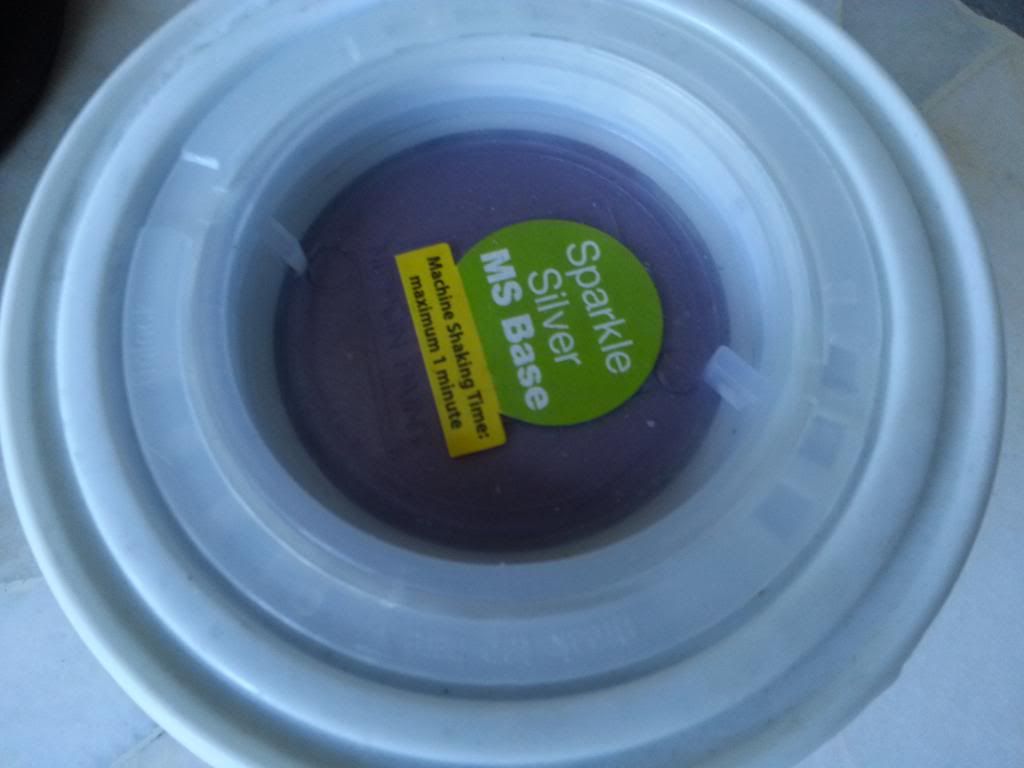 Sparkle
Silver
MS Base
Machine Shaking Time:
maximum 1 minute